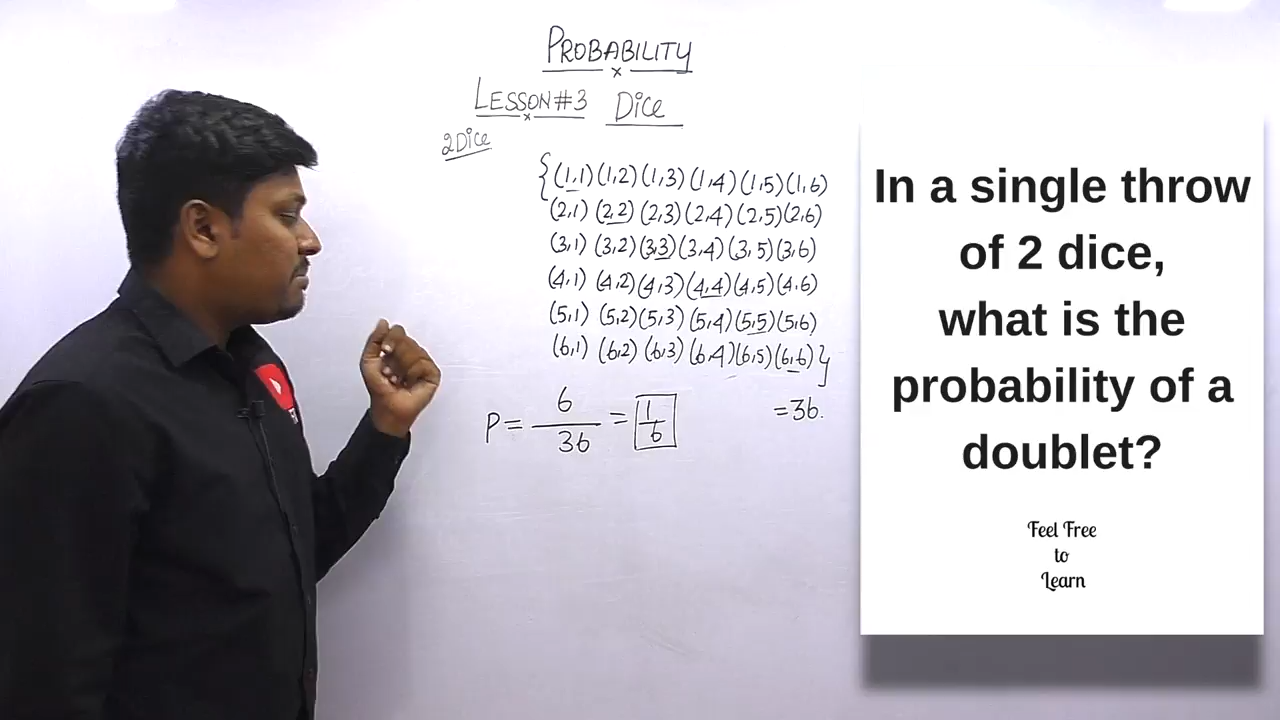 PROBABILITY
LESSON#3 Dice
2Dice
{(1,1) (1,2) (1,3) (1,4) (1,5) (1,6)
(2,1) (2,2) (2,3) (2,4) (2,5) (2,6)
(3,1) (3,2) (3,3) (3,4) (3,5) (3,6)
(4,1) (4,2) (4,3) (4,4) (4,5) (4,6)
(5,1) (5,2) (5,3) (5,4) (5,5) (5,6)
(6,1) (6,2) (6,3) (6,4) (6,5) (6,6)}
P = 6/36 = 1/6
=36.
In a single throw
of 2 dice,
what is the
probability of a
doublet?
Feel Free
to
Learn